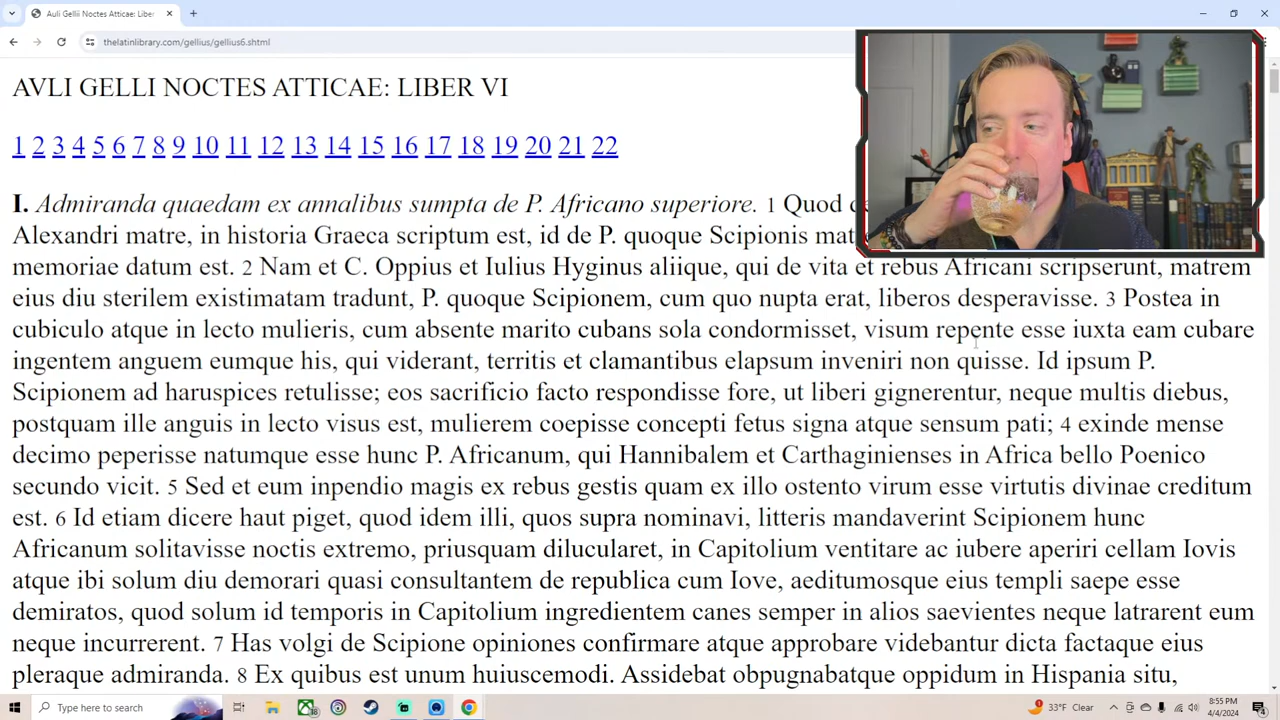 Auli Gellii Noctes Atticae: Liber
thelatinlibrary.com/gellius/gellius6.shtml
AVLI GELLI NOCTES ATTICAE: LIBER VI
1 2 3 4 5 6 7 8 9 10 11 12 13 14 15 16 17 18 19 20 21 22
I. Admiranda quaedam ex annalibus sumpta de P. Africano superiore. 1 Quod
Alexandri matre, in historia Graeca scriptum est, id de P. quoque Scipionis
memoriae datum est. 2 Nam et C. Oppius et Iulius Hyginus aliique, qui de vita et rebus Africani scripserunt, matrem
eius diu sterilem existimatam tradunt, P. quoque Scipionem, cum quo nupta erat, liberos desperavisse. 3 Postea in
cubiculo atque in lecto mulieris, cum absente marito cubans sola condormisset, visum repente esse iuxta eam cubare
ingentem anguem eumque his, qui viderant, territis et clamantibus elapsum inveniri non quisse. Id ipsum P.
Scipionem ad haruspices retulisse; eos sacrificio facto respondisse fore, ut liberi gignerentur, neque multis diebus,
postquam ille anguis in lecto visus est, mulierem coepisse concepti fetus signa atque sensum pati; 4 exinde mense
decimo peperisse natumque esse hunc P. Africanum, qui Hannibalem et Carthaginienses in Africa bello Poenico
secundo vicit. 5 Sed et eum inpendio magis ex rebus gestis quam ex illo ostento virum esse virtutis divinae creditum
est. 6 Id etiam dicere haut piget, quod idem illi, quos supra nominavi, litteris mandaverint Scipionem hunc
Africanum solitavisse noctis extremo, priusquam dilucularet, in Capitolium ventitare ac iubere aperiri cellam Iovis
atque ibi solum diu demorari quasi consultantem de republica cum Iove, aeditumosque eius templi saepe esse
demiratos, quod solum id temporis in Capitolium ingredientem canes semper in alios saevientes neque latrarent eum
neque incurrerent. 7 Has volgi de Scipione opiniones confirmare atque approbare videbantur dicta factaque eius
pleraque admiranda. 8 Ex quibus est unum huiuscemodi. Assidebat obpugnabatque oppidum in Hispania situ,
Type here to search
33°F Clear
8:55 PM
4/4/2024